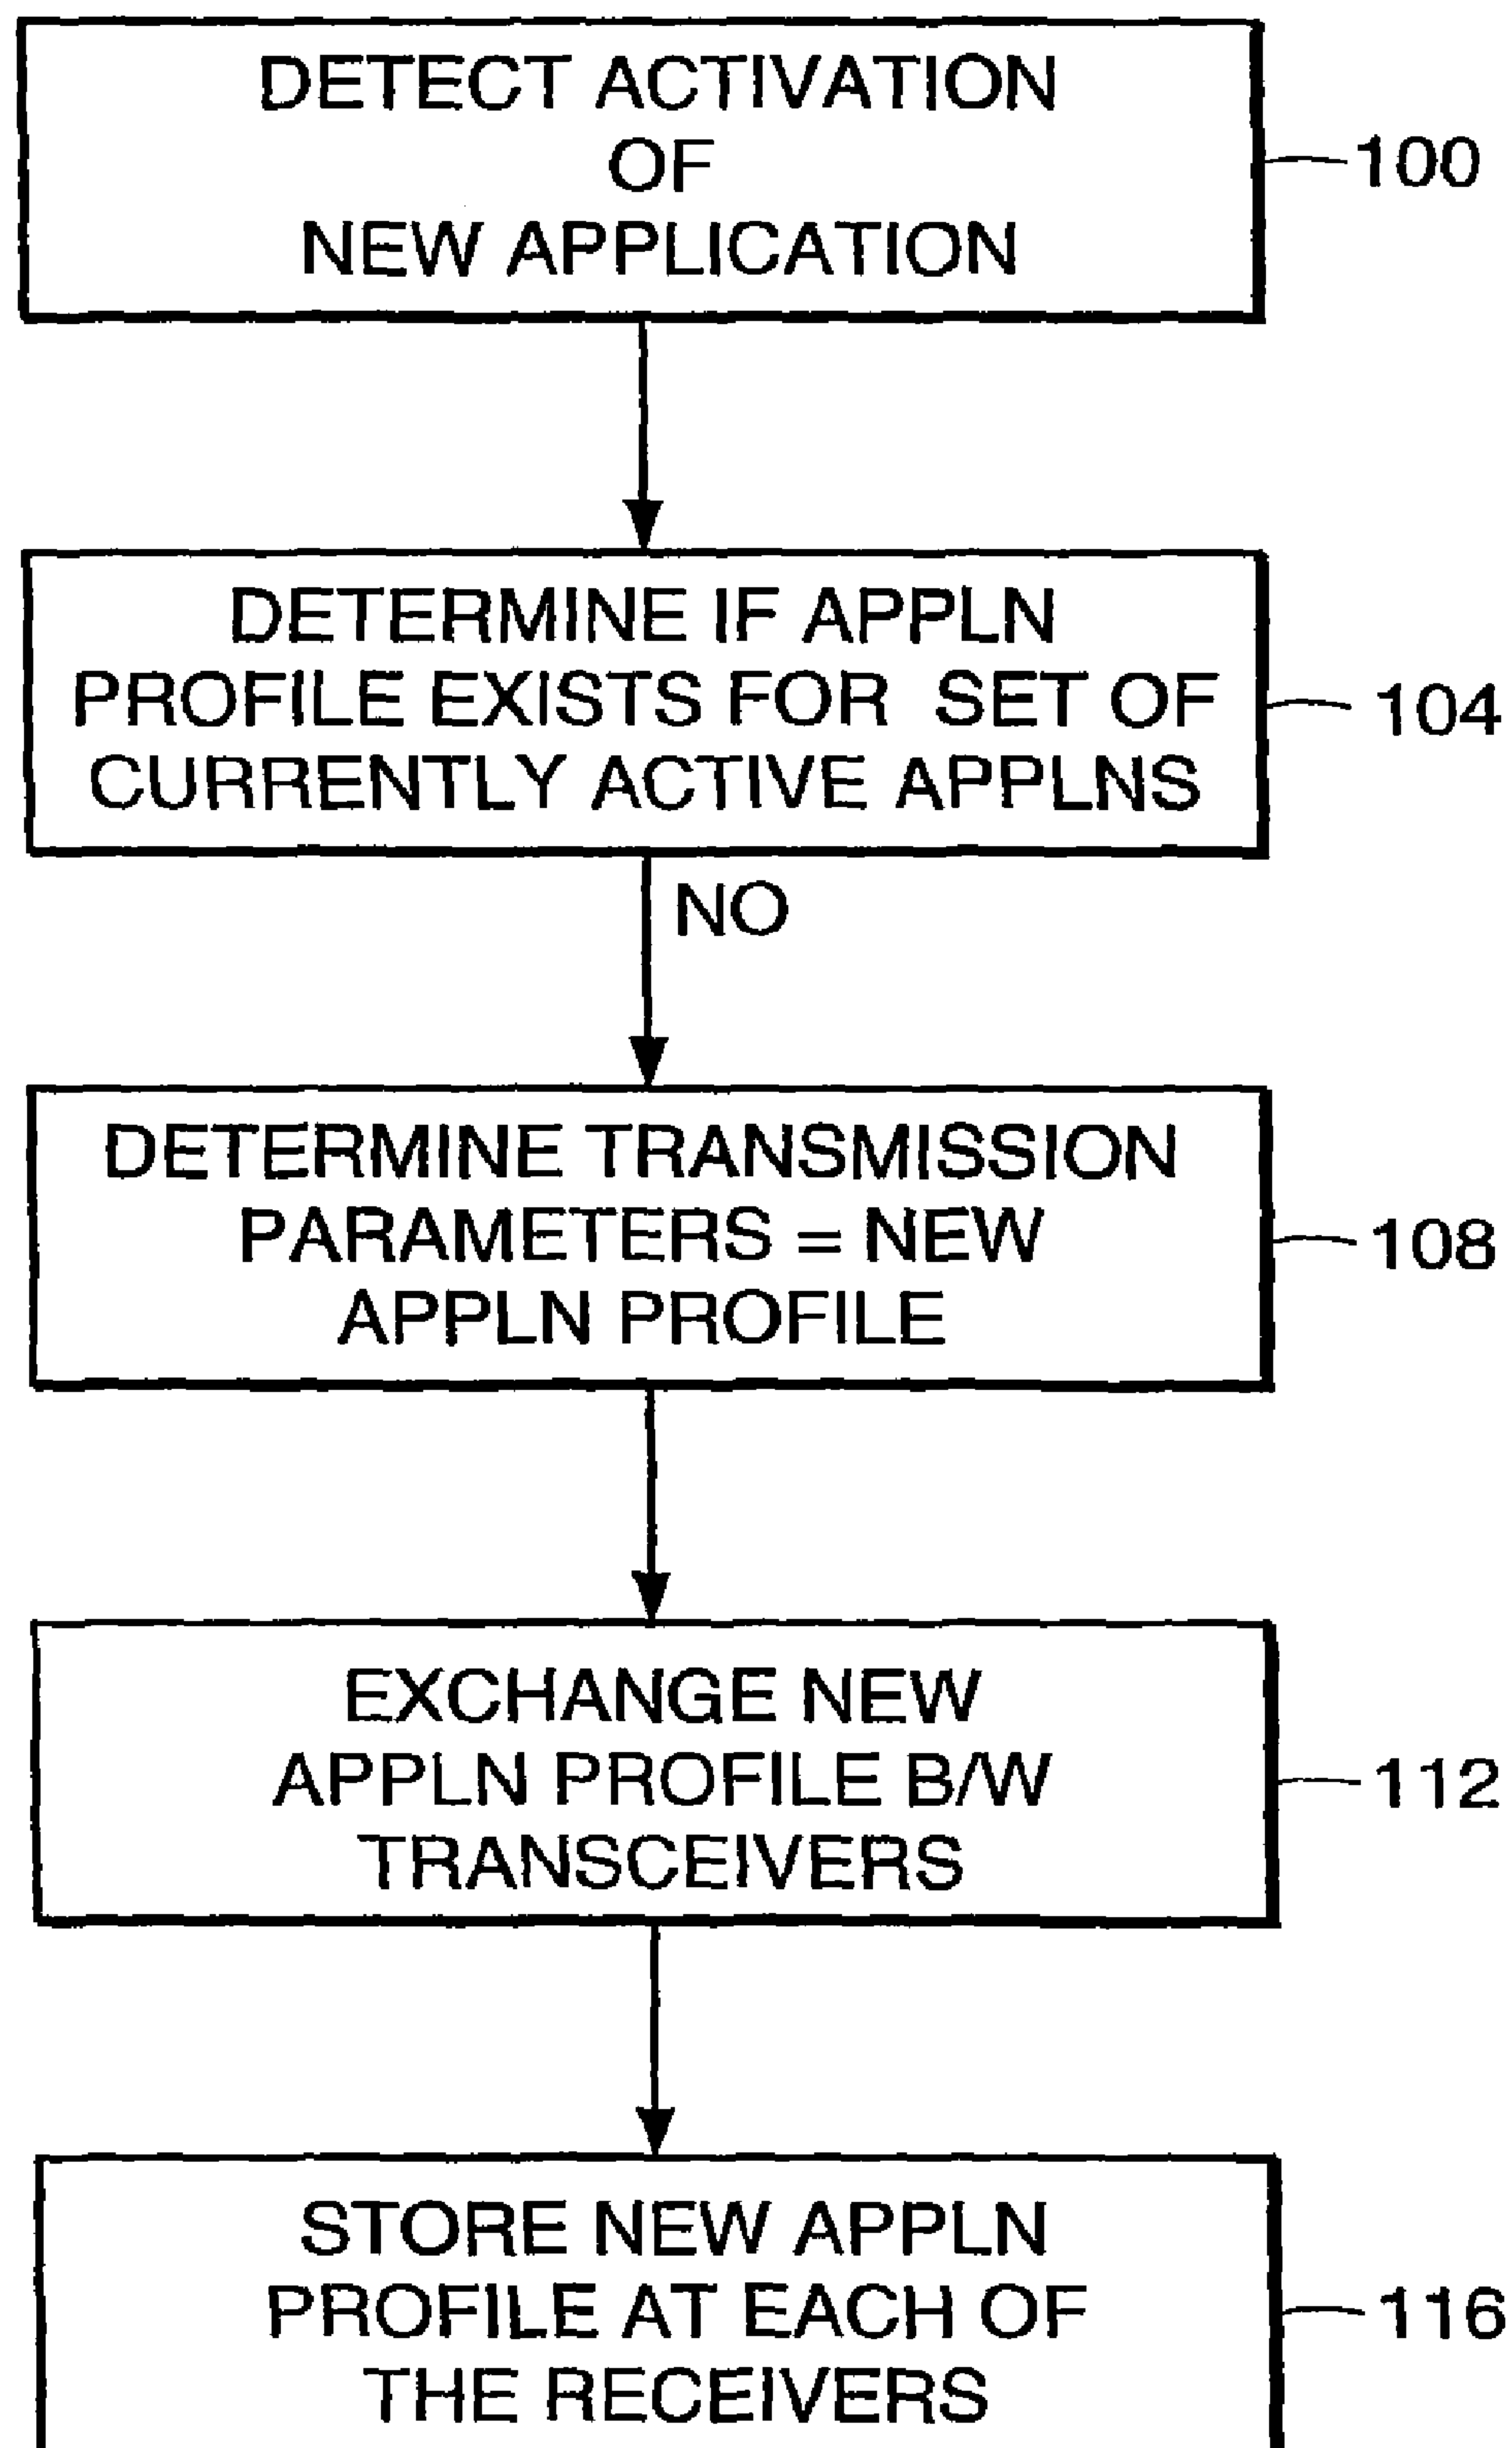 DETECT ACTIVATION
OF
NEW APPLICATION
100
DETERMINE IF APPLN
PROFILE EXISTS FOR SET OF
CURRENTLY ACTIVE APPLNS
104
NO
DETERMINE TRANSMISSION
PARAMETERS = NEW
APPLN PROFILE
108
EXCHANGE NEW
APPLN PROFILE B/W
TRANSCEIVERS
112
STORE NEW APPLN
PROFILE AT EACH OF
THE RECEIVERS
116